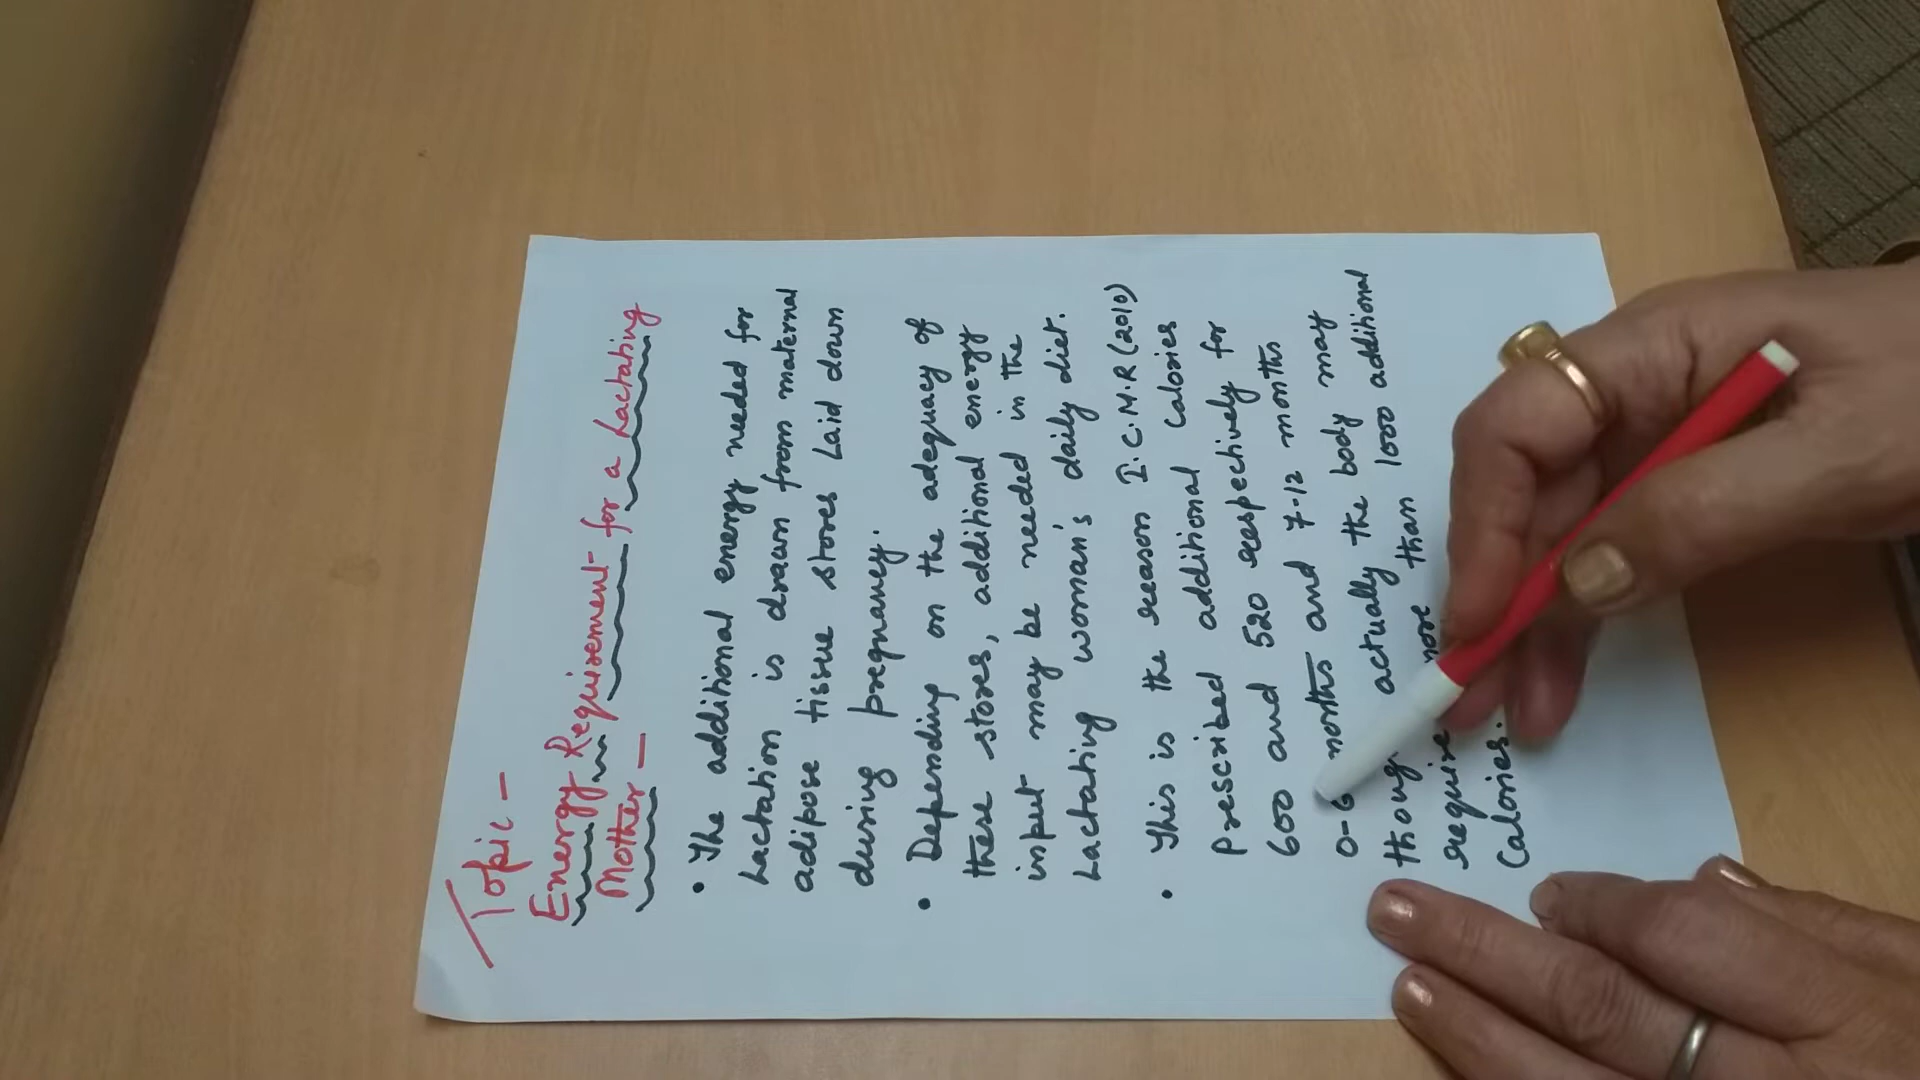 Topic -
Energy Requirement for a Lactating
Mother -
• The additional energy needed for
Lactation is drawn from maternal
adipose tissue stores Laid down
during pregnancy.
• Depending on the adequacy of
these stores, additional energy
input may be needed in the
Lactating woman's daily diet.
• This is the reason I.C.M.R (2010)
Prescribed additional Calories
600 and 520 respectively for
0-6 months and 7-12 months
actually the body may
require more than 1000 additional
Calories.